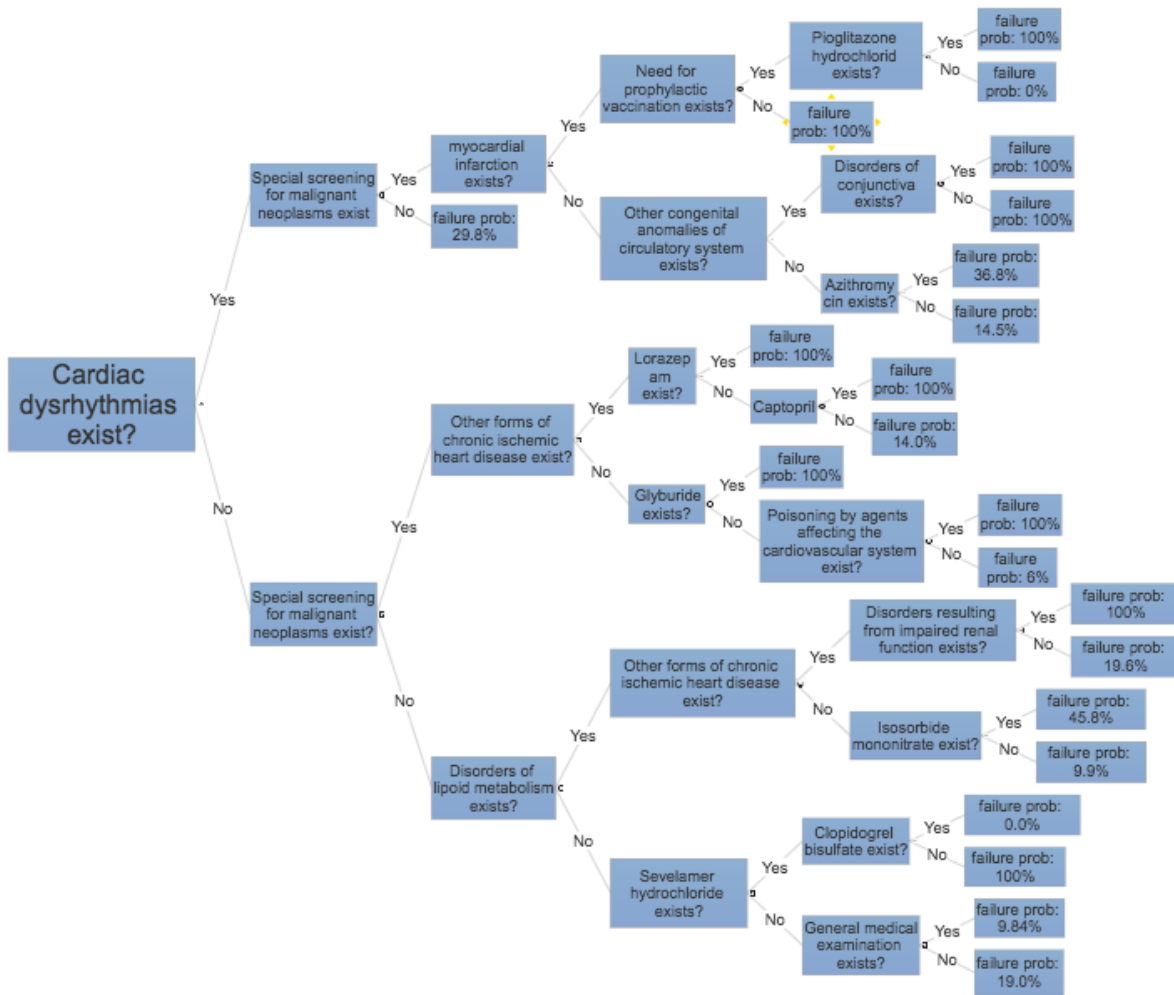 Cardiac
dysrhythmias
exist?
Yes
No
Special screening
for malignant
neoplasms exist
Yes
No
myocardial
infarction
exists?
failure prob:
29.8%
Yes
No
Need for
prophylactic
vaccination exists?
Yes
No
Pioglitazone
hydrochlorid
exists?
Yes
No
failure
prob: 100%
failure
prob: 0%
failure
prob: 100%
Other congenital
anomalies of
circulatory system
exists?
Yes
No
Disorders of
conjunctiva
exists?
Yes
No
failure
prob: 100%
failure
prob: 100%
Azithromy
cin exists?
Yes
No
failure prob:
36.8%
failure prob:
14.5%
Special screening
for malignant
neoplasms exist?
Yes
No
Other forms of
chronic ischemic
heart disease exist?
Yes
No
Lorazep
am exist?
Yes
No
failure
prob: 100%
Captopril
Yes
No
failure
prob: 100%
failure prob:
14.0%
Glyburide
exists?
Yes
No
failure
prob: 100%
Poisoning by agents
affecting the
cardiovascular system
exist?
Yes
No
failure
prob: 100%
failure
prob: 6%
Disorders of
lipoid metabolism
exists?
Yes
No
Other forms of chronic
ischemic heart disease
exist?
Yes
No
Disorders resulting
from impaired renal
function exists?
Yes
No
failure prob:
100%
failure prob:
19.6%
Isosorbide
mononitrate exist?
Yes
No
failure prob:
45.8%
failure prob:
9.9%
Sevelamer
hydrochloride
exists?
Yes
No
Clopidogrel
bisulfate exist?
Yes
No
failure prob:
0.0%
failure prob:
100%
General medical
examination
exists?
Yes
No
failure prob:
9.84%
failure prob:
19.0%